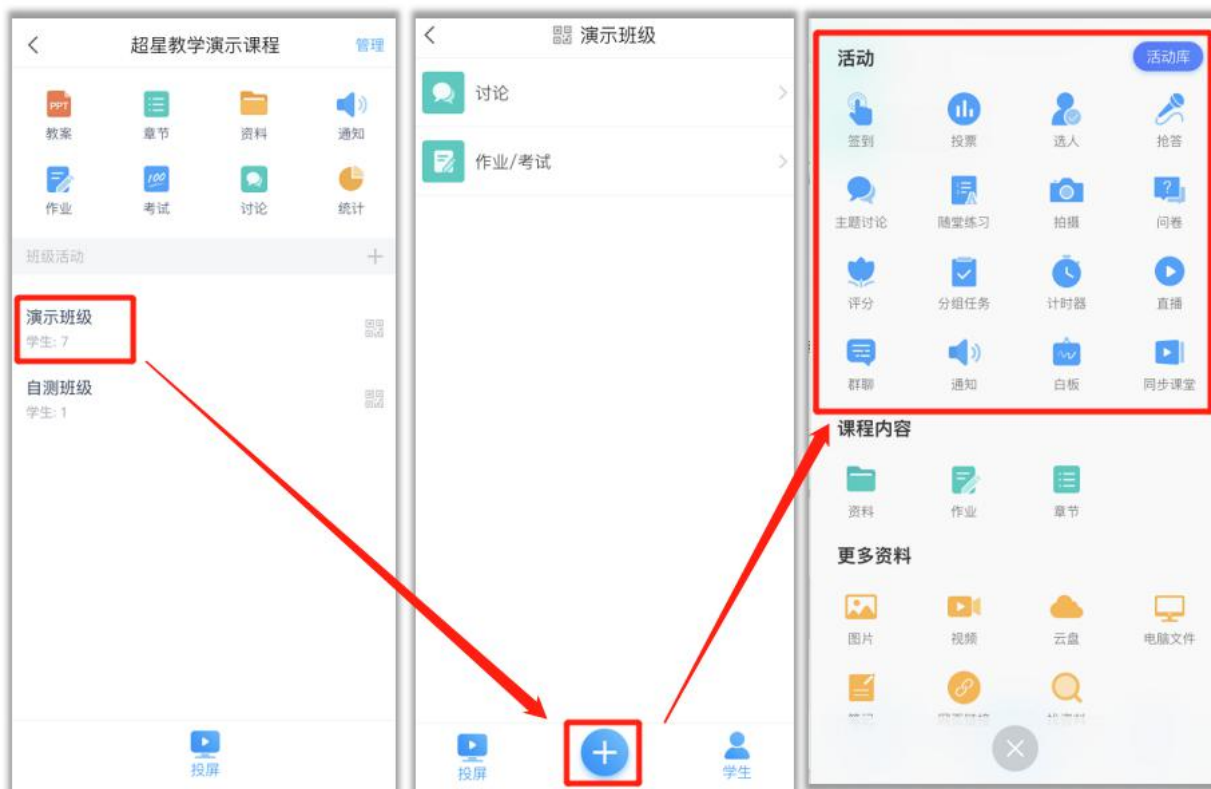 超星教学演示课程
管理
PPT
教案
章节
资料
通知
100
作业
考试
讨论
统计
班级活动
演示班级
学生: 7
自测班级
学生: 1
投屏
演示班级
讨论
作业/考试
投屏
学生
活动
活动库
签到
投票
选人
抢答
主题讨论
随堂练习
拍摄
问卷
评分
分组任务
计时器
直播
群聊
通知
白板
同步课堂
课程内容
资料
作业
章节
更多资料
图片
视频
云盘
电脑文件